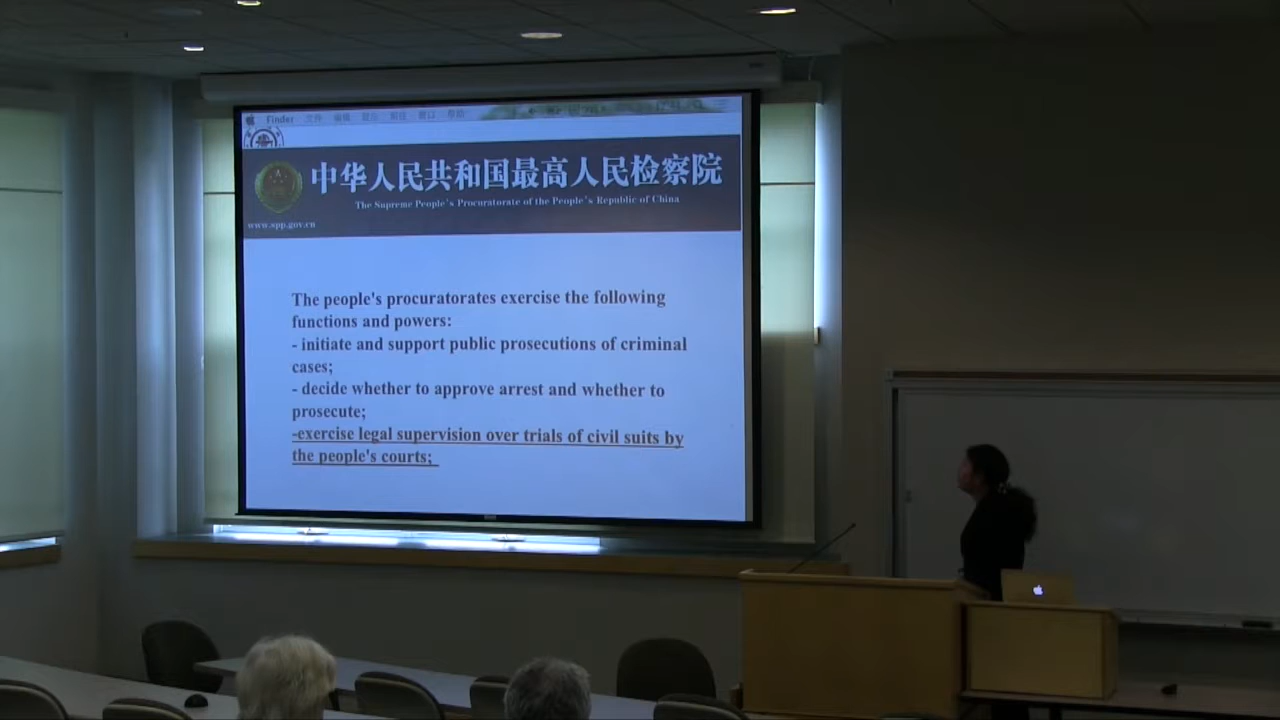 Finder 文件 编辑 显示 前往 窗口 帮助
中华人民共和国最高人民检察院
The Supreme People's Procuratorate of the People's Republic of China
www.spp.gov.cn
The people's procuratorates exercise the following
functions and powers:
- initiate and support public prosecutions of criminal
cases;
- decide whether to approve arrest and whether to
prosecute;
-exercise legal supervision over trials of civil suits by
the people's courts;